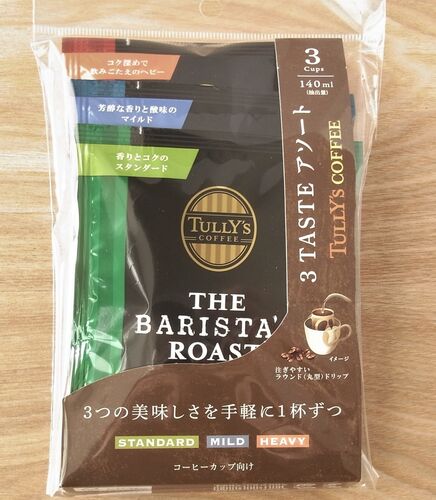 コク深めで
飲みごたえのヘビー
芳醇な香りと酸味の
マイルド
香りとコクの
スタンダード
3
Cups
140ml
(抽出量)
3 TASTE アソート
TULLY'S COFFEE
TULLY'S
COFFEE
THE
BARISTA'
ROAST
イメージ
注ぎやすい
ラウンド(丸型)ドリップ
3つの美味しさを手軽に1杯ずつ
STANDARD MILD HEAVY
コーヒーカップ向け